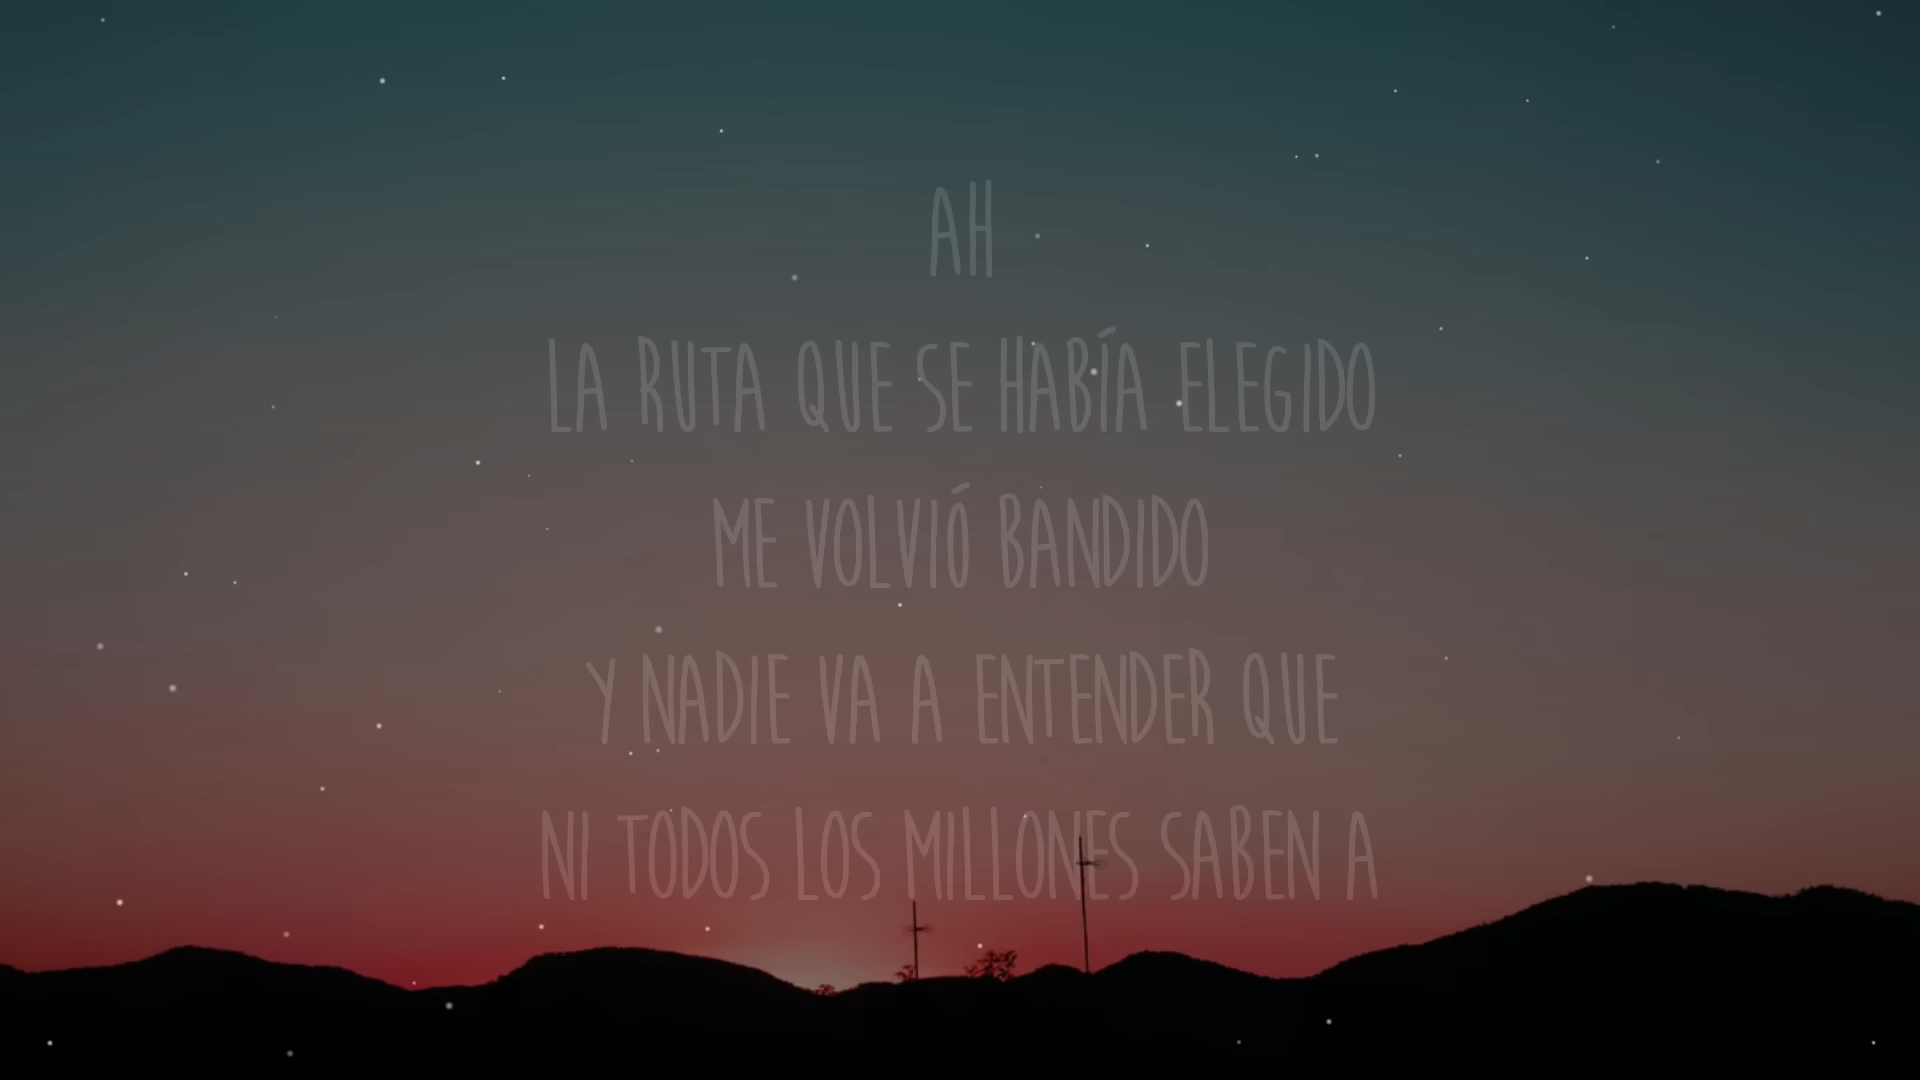 AH
LA RUTA QUE SE HABÍA ELEGIDO
ME VOLVIÓ BANDIDO
Y NADIE VA A ENTENDER QUE
NI TODOS LOS MILLONES SABEN A